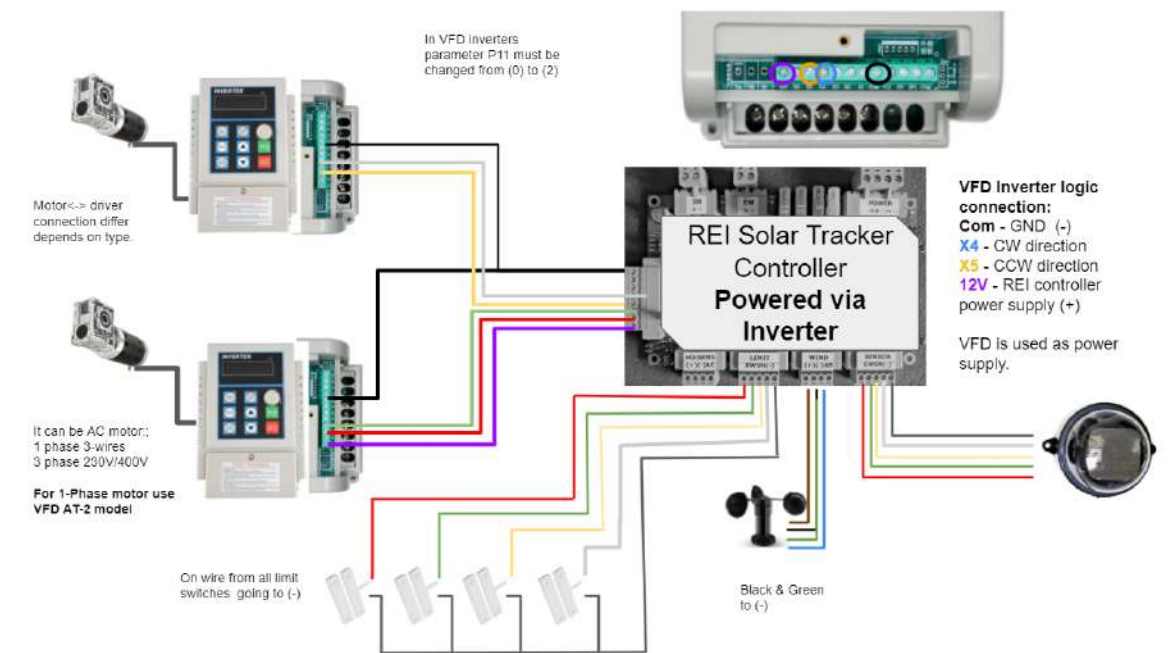 In VFD inverters
parameter P11 must be
changed from (0) to (2)
INVERTER
Motor<-> driver
connection differ
depends on type.
REI Solar Tracker
Controller
Powered via
Inverter
POWER
LIMIT
EWSN(-)
WIND
SENSOR
EWSN(-)
VFD Inverter logic
connection:
Com - GND (-)
X4 - CW direction
X5 - CCW direction
12V - REI controller
power supply (+)
VFD is used as power
supply.
INVERTER
It can be AC motor:;
1 phase 3-wires
3 phase 230V/400V
For 1-Phase motor use
VFD AT-2 model
On wire from all limit
switches going to (-)
Black & Green
to (-)